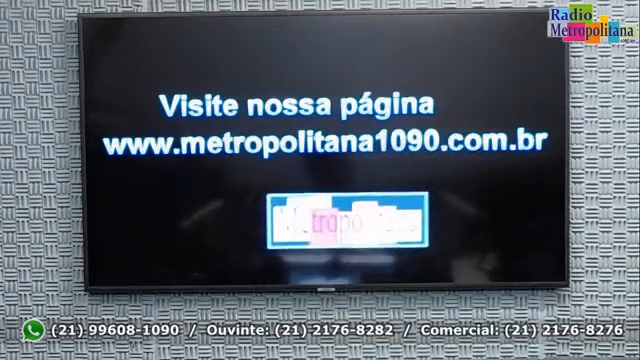 Radio
Metropolitana
Visite nossa página
www.metropolitana1090.com.br
Metropolitana
(21) 99608-1090 / Ouvinte: (21) 2176-8282 / Comercial: (21) 2176-8276